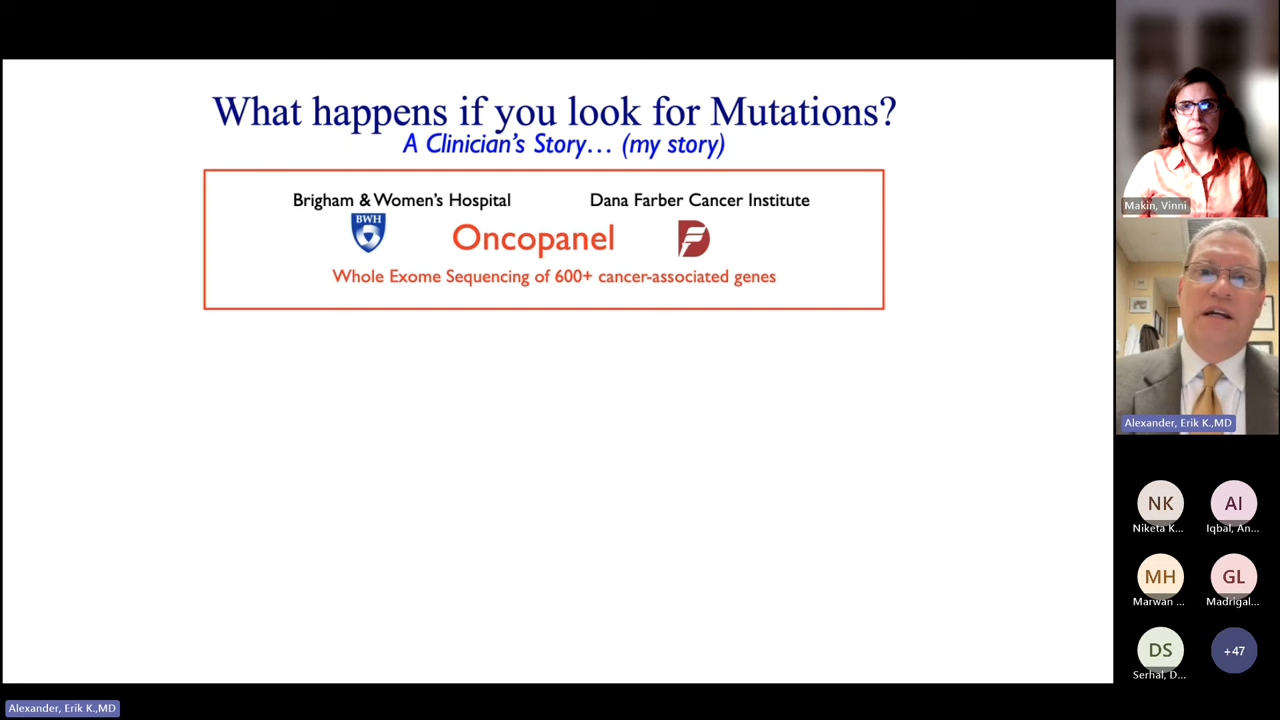 What happens if you look for Mutations?
A Clinician's Story… (my story)
Brigham & Women's Hospital
Dana Farber Cancer Institute
BWH
Oncopanel
Whole Exome Sequencing of 600+ cancer-associated genes
Makin, Vinni
Alexander, Erik K.,MD
NK
AI
Niketa K...
Iqbal, An...
MH
GL
Marwan ...
Madrigal...
DS
+47
Serhal, D...
Alexander, Erik K.,MD